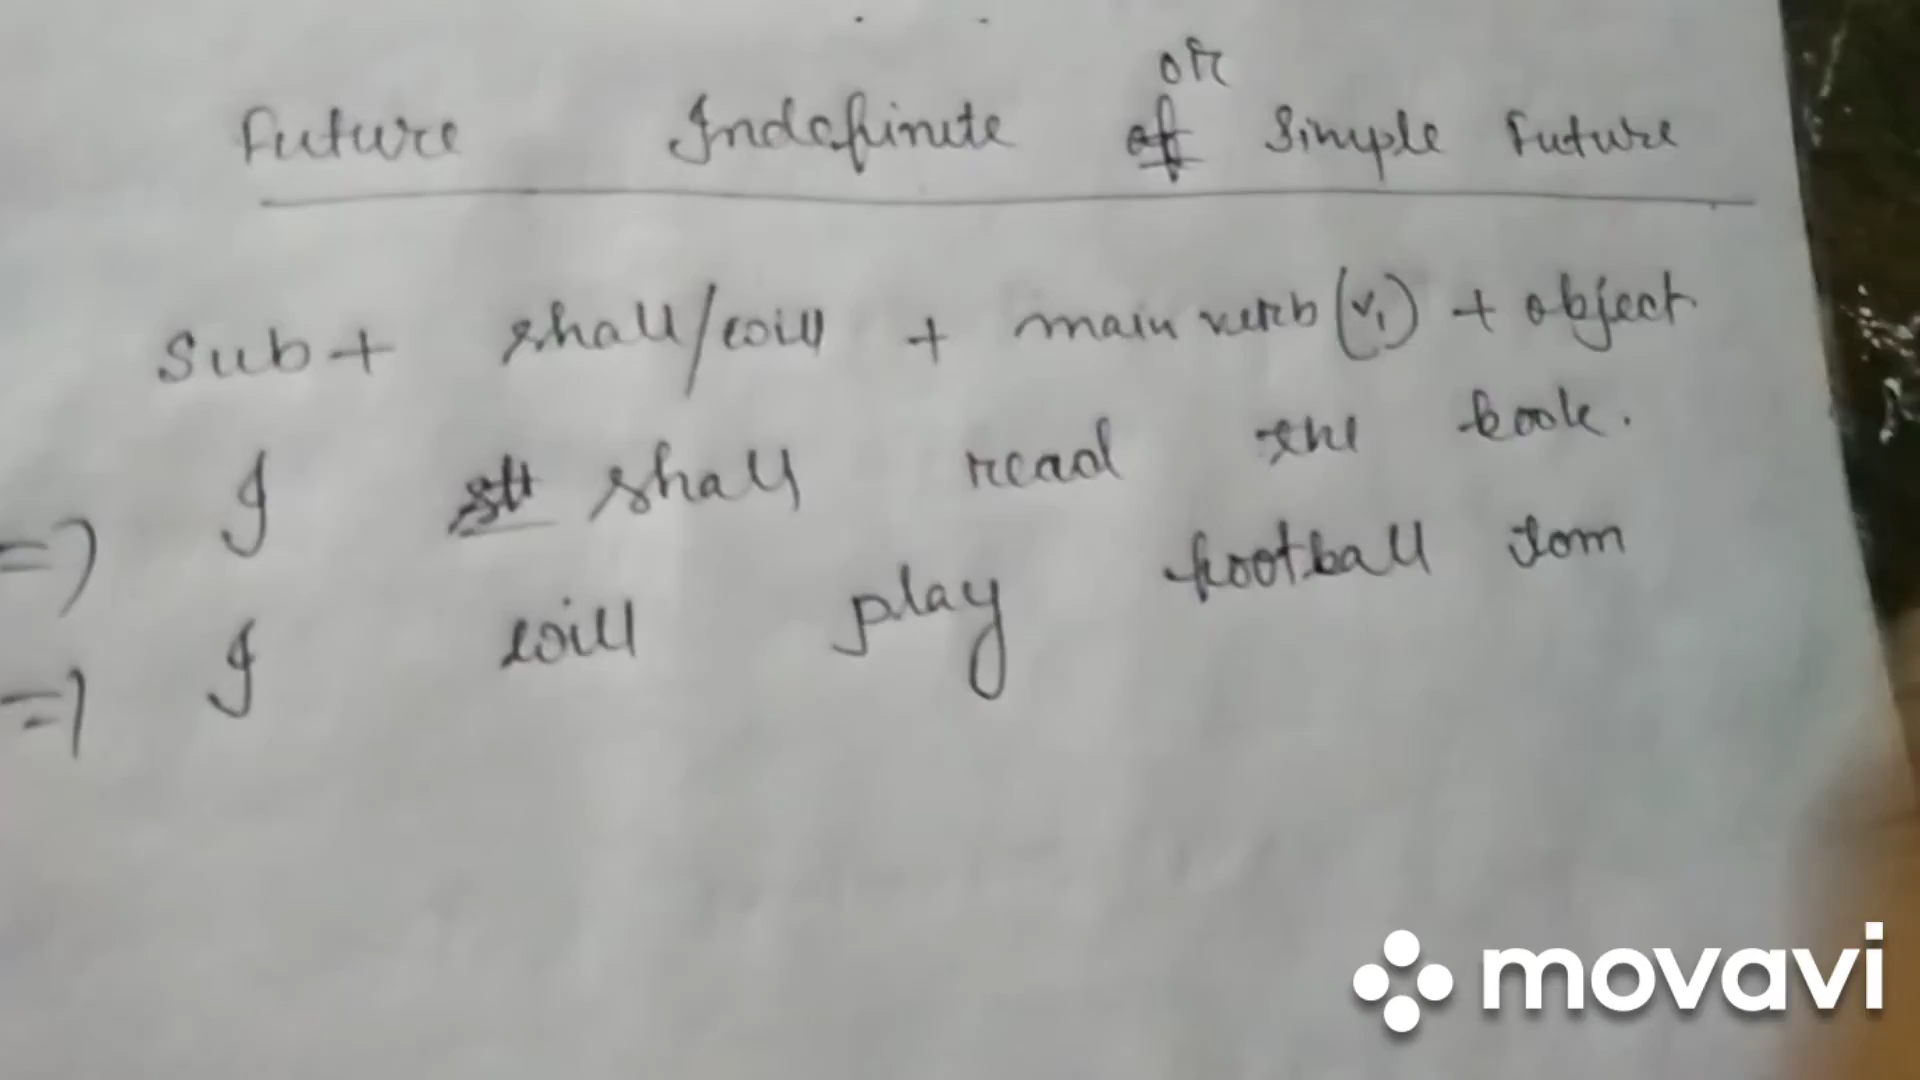 Future Indefinite or Simple Future
Sub + shall/will + main verb (v1) + object
=> I shall read the book.
=> I will play football tom
movavi